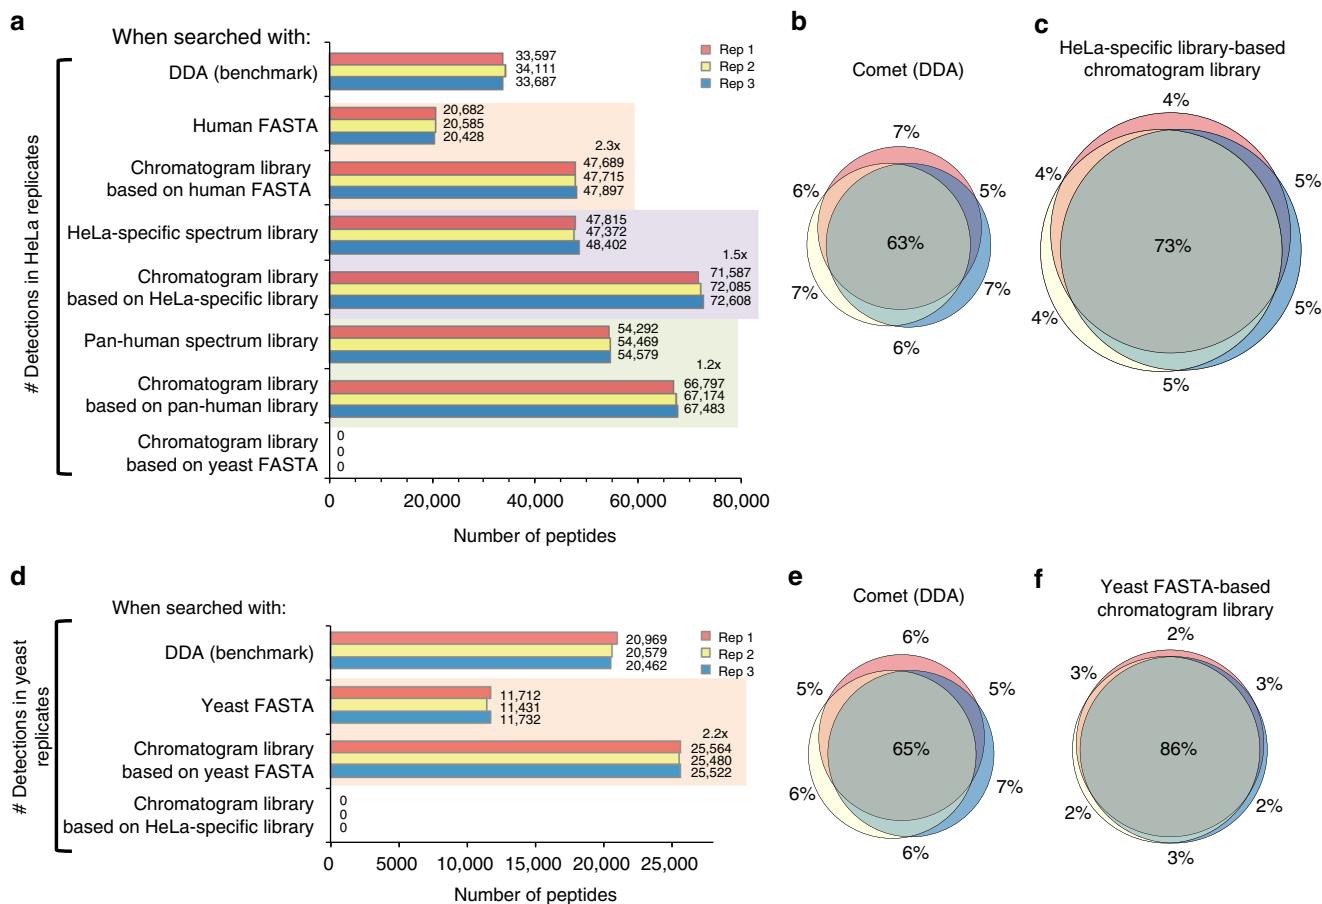 a
When searched with:
Rep 1
Rep 2
Rep 3
# Detections in HeLa replicates
DDA (benchmark)
33,597
34,111
33,687
Human FASTA
20,682
20,585
20,428
2.3x
Chromatogram library
based on human FASTA
47,689
47,715
47,897
HeLa-specific spectrum library
47,815
47,372
48,402
1.5x
Chromatogram library
based on HeLa-specific library
71,587
72,085
72,608
Pan-human spectrum library
54,292
54,469
54,579
1.2x
Chromatogram library
based on pan-human library
66,797
67,174
67,483
Chromatogram library
based on yeast FASTA
0
0
0
0 20,000 40,000 60,000 80,000
Number of peptides
b
Comet (DDA)
7%
6%
5%
63%
7%
7%
6%
c
HeLa-specific library-based
chromatogram library
4%
4%
5%
73%
4%
5%
5%
d
When searched with:
Rep 1
Rep 2
Rep 3
# Detections in yeast
replicates
DDA (benchmark)
20,969
20,579
20,462
Yeast FASTA
11,712
11,431
11,732
2.2x
Chromatogram library
based on yeast FASTA
25,564
25,480
25,522
Chromatogram library
based on HeLa-specific library
0
0
0
0 5000 10,000 15,000 20,000 25,000
Number of peptides
e
Comet (DDA)
6%
5%
5%
65%
6%
7%
6%
f
Yeast FASTA-based
chromatogram library
2%
3%
3%
86%
2%
2%
3%